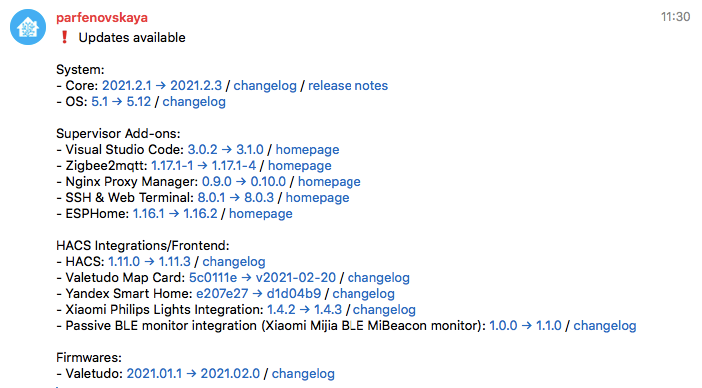 parfenovskaya
11:30
❗ Updates available
System:
- Core: 2021.2.1 → 2021.2.3 / changelog / release notes
- OS: 5.1 → 5.12 / changelog
Supervisor Add-ons:
- Visual Studio Code: 3.0.2 → 3.1.0 / homepage
- Zigbee2mqtt: 1.17.1-1 → 1.17.1-4 / homepage
- Nginx Proxy Manager: 0.9.0 → 0.10.0 / homepage
- SSH & Web Terminal: 8.0.1 → 8.0.3 / homepage
- ESPHome: 1.16.1 → 1.16.2 / homepage
HACS Integrations/Frontend:
- HACS: 1.11.0 → 1.11.3 / changelog
- Valetudo Map Card: 5c0111e → v2021-02-20 / changelog
- Yandex Smart Home: e207e27 → d1d04b9 / changelog
- Xiaomi Philips Lights Integration: 1.4.2 → 1.4.3 / changelog
- Passive BLE monitor integration (Xiaomi Mijia BLE MiBeacon monitor): 1.0.0 → 1.1.0 / changelog
Firmwares:
- Valetudo: 2021.01.1 → 2021.02.0 / changelog